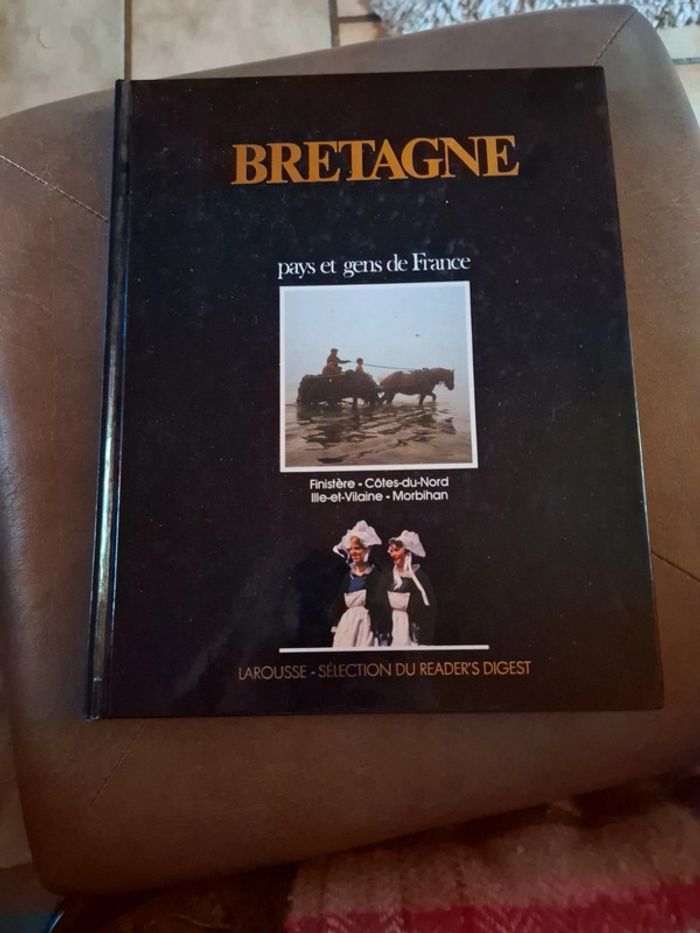 BRETAGNE
pays et gens de France
Finistère - Côtes-du-Nord
Ille-et-Vilaine - Morbihan
LAROUSSE - SÉLECTION DU READER'S DIGEST